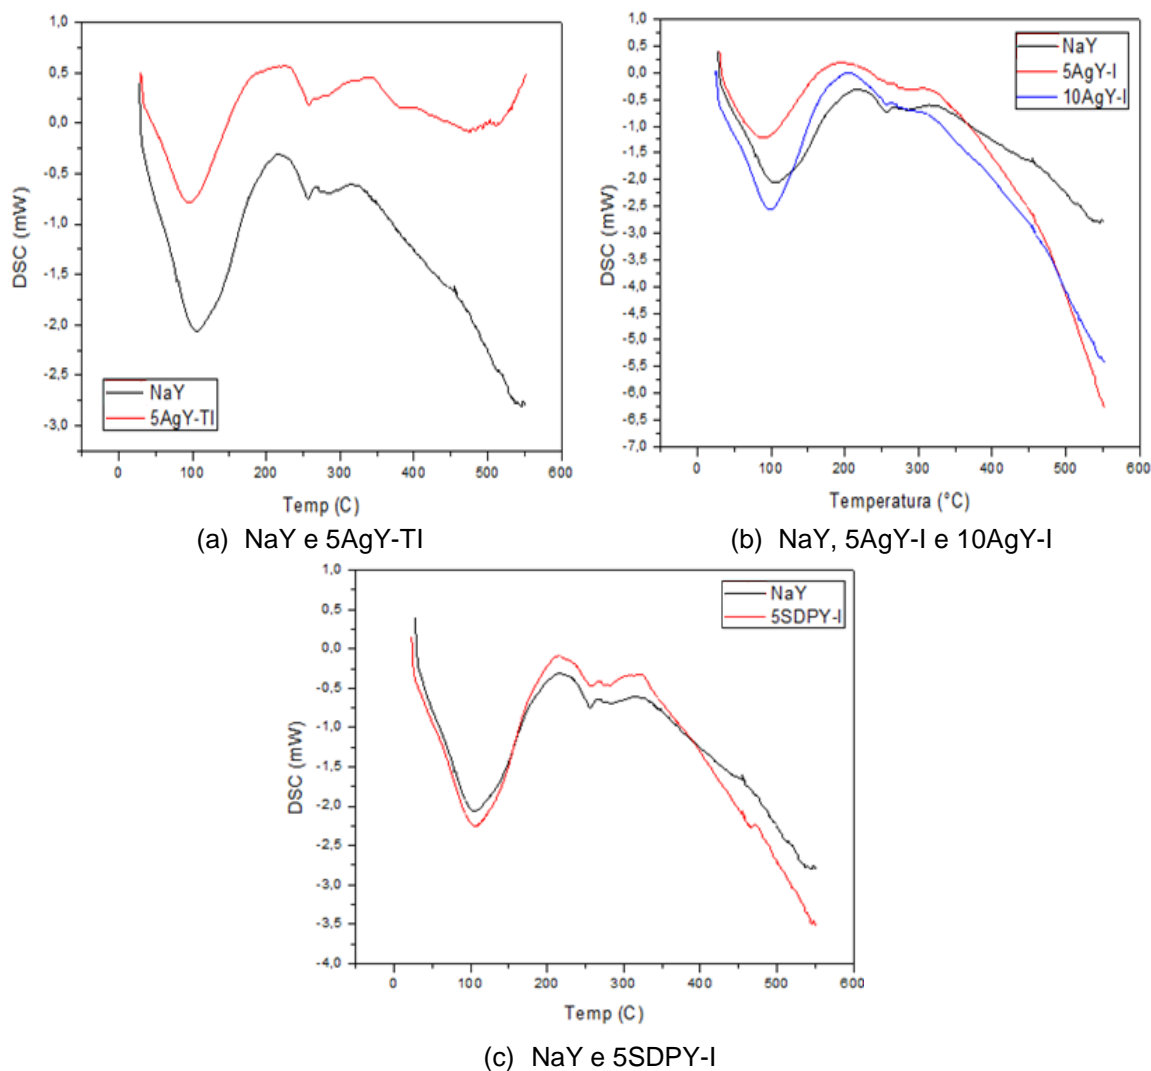 1,0
0,5
0,0
-0,5
-1,0
-1,5
-2,0
-2,5
-3,0
DSC (mW)
NaY
5AgY-TI
0 100 200 300 400 500 600
Temp (C)
(a) NaY e 5AgY-TI
1,0
0,5
0,0
-0,5
-1,0
-1,5
-2,0
-2,5
-3,0
-3,5
-4,0
-4,5
-5,0
-5,5
-6,0
-6,5
-7,0
DSC (mW)
NaY
5AgY-I
10AgY-I
0 100 200 300 400 500 600
Temperatura (°C)
(b) NaY, 5AgY-I e 10AgY-I
1,0
0,5
0,0
-0,5
-1,0
-1,5
-2,0
-2,5
-3,0
-3,5
-4,0
DSC (mW)
NaY
5SDPY-I
0 100 200 300 400 500 600
Temp (C)
(c) NaY e 5SDPY-I